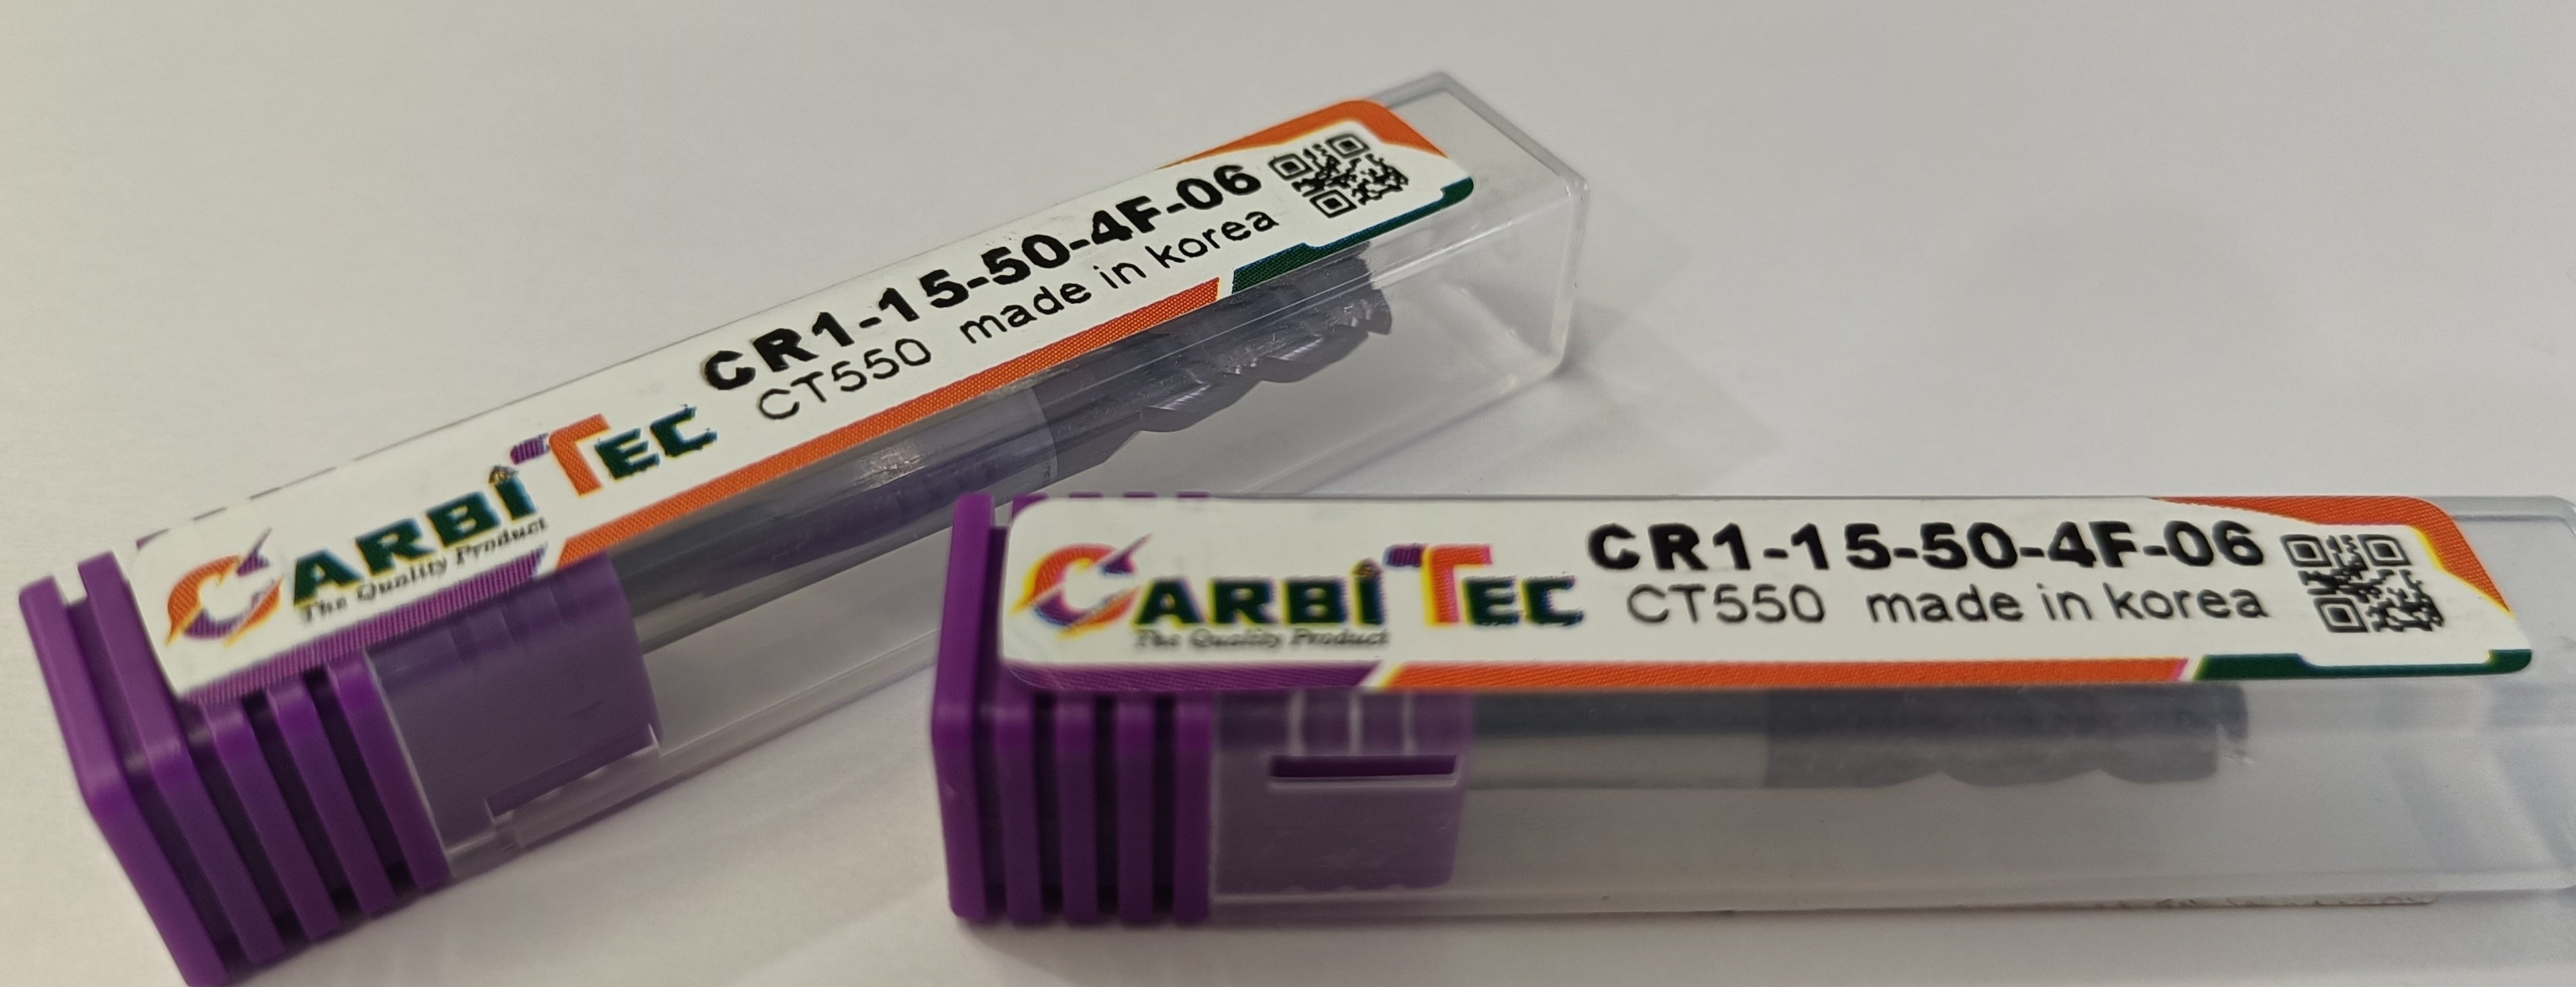 CARBITEC
The Quality Product
CR1-15-50-4F-06
CT550 made in korea
CARBITEC
The Quality Product
CR1-15-50-4F-06
CT550 made in korea